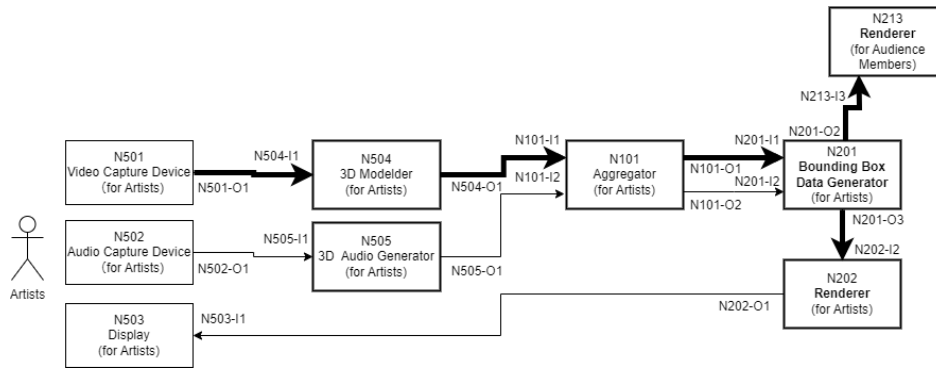 N213
Renderer
(for Audience
Members)
N213-I3
N201-O2
N501
Video Capture Device
(for Artists)
N504-I1
N501-O1
N504
3D Modelder
(for Artists)
N101-I1
N504-O1
N101-I2
N101
Aggregator
(for Artists)
N201-I1
N101-O1
N201-I2
N101-O2
N201
Bounding Box
Data Generator
(for Artists)
N201-O3
N202-I2
N502
Audio Capture Device
(for Artists)
N505-I1
N502-O1
N505
3D Audio Generator
(for Artists)
N505-O1
Artists
N202
Renderer
(for Artists)
N202-O1
N503
Display
(for Artists)
N503-I1